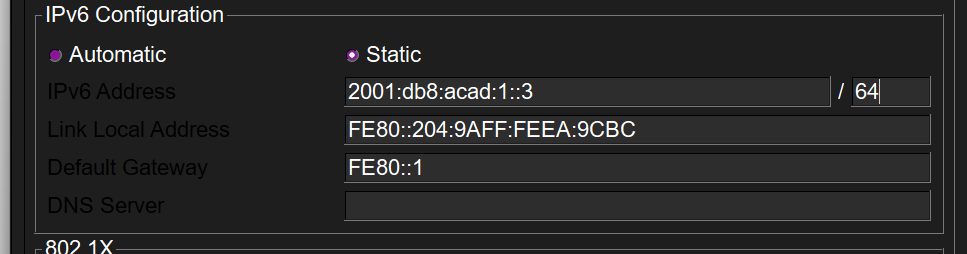 IPv6 Configuration
Automatic Static
IPv6 Address 2001:db8:acad:1::3 / 64
Link Local Address FE80::204:9AFF:FEEA:9CBC
Default Gateway FE80::1
DNS Server
802.1X